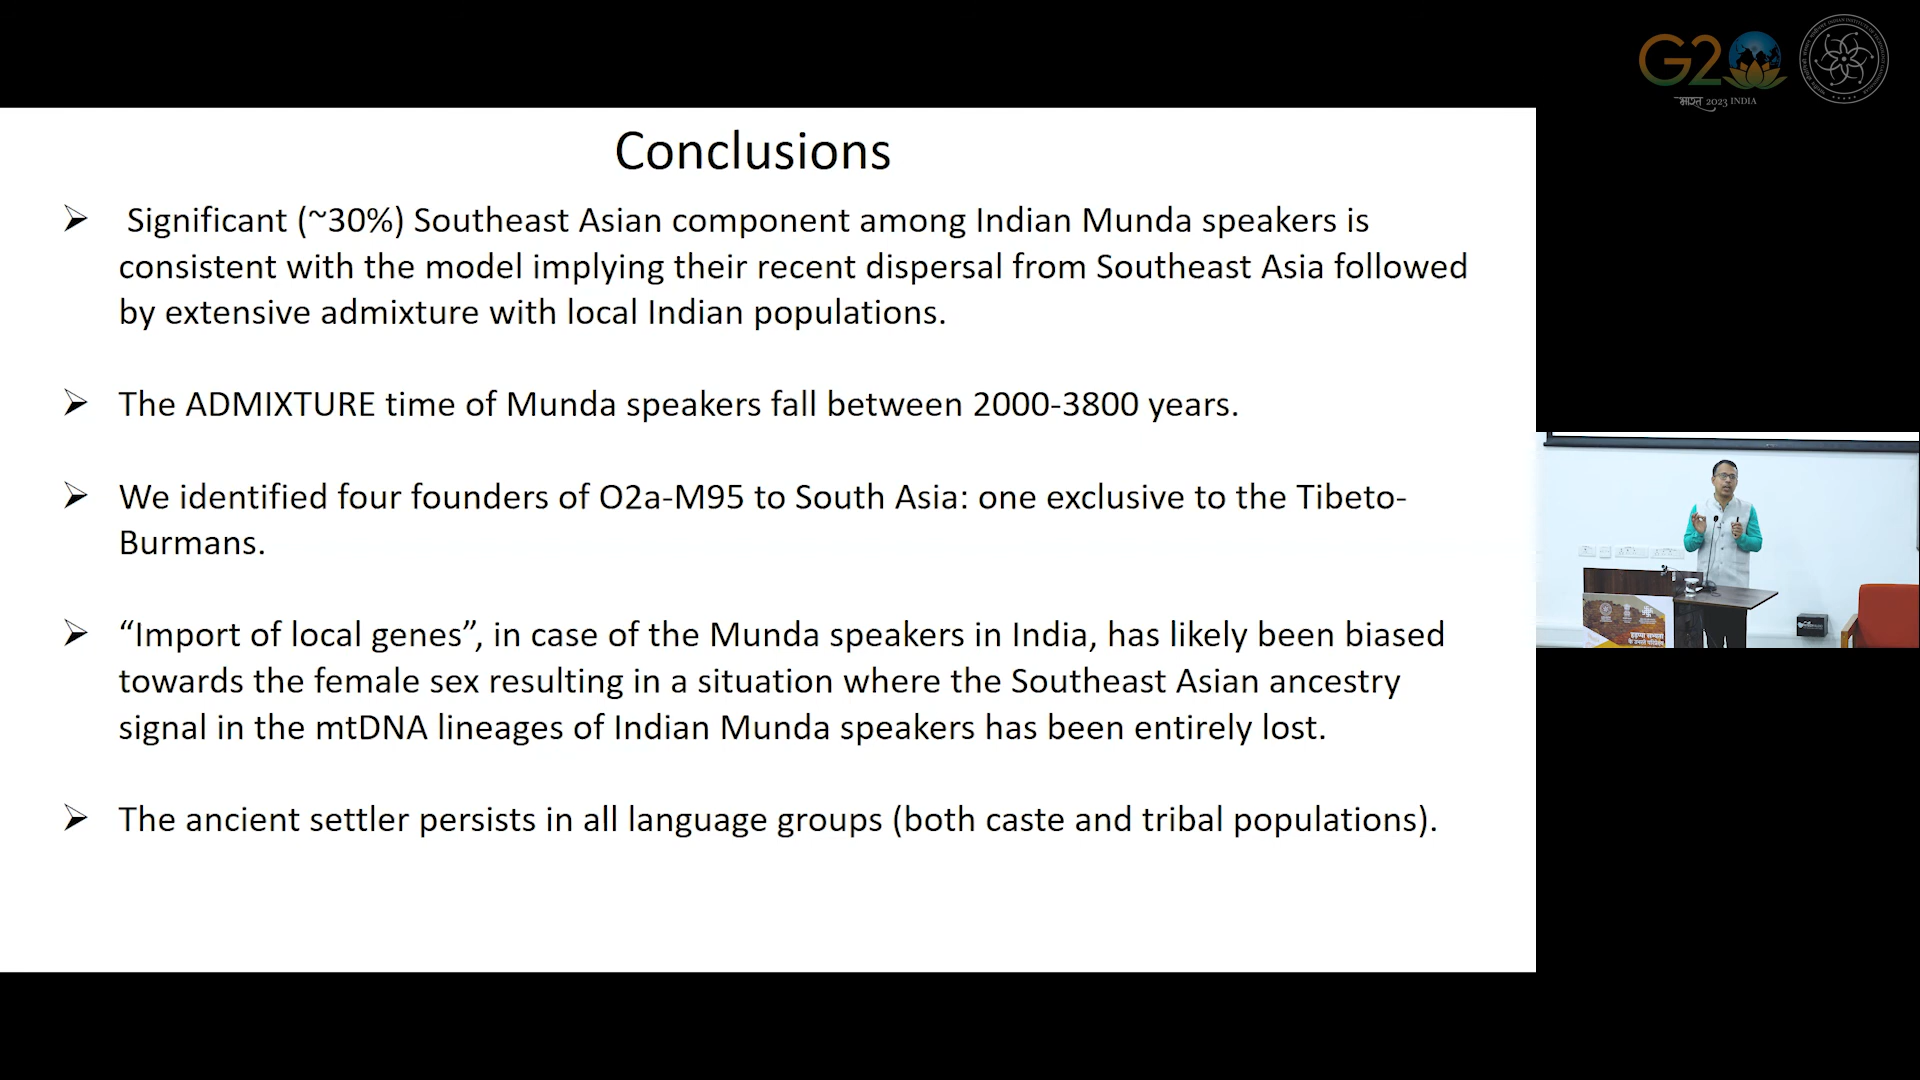 G20
भारत 2023 INDIA
Conclusions
Significant (~30%) Southeast Asian component among Indian Munda speakers is
consistent with the model implying their recent dispersal from Southeast Asia followed
by extensive admixture with local Indian populations.
The ADMIXTURE time of Munda speakers fall between 2000-3800 years.
We identified four founders of O2a-M95 to South Asia: one exclusive to the Tibeto-
Burmans.
“Import of local genes”, in case of the Munda speakers in India, has likely been biased
towards the female sex resulting in a situation where the Southeast Asian ancestry
signal in the mtDNA lineages of Indian Munda speakers has been entirely lost.
The ancient settler persists in all language groups (both caste and tribal populations).
हड़प्पा सभ्यता